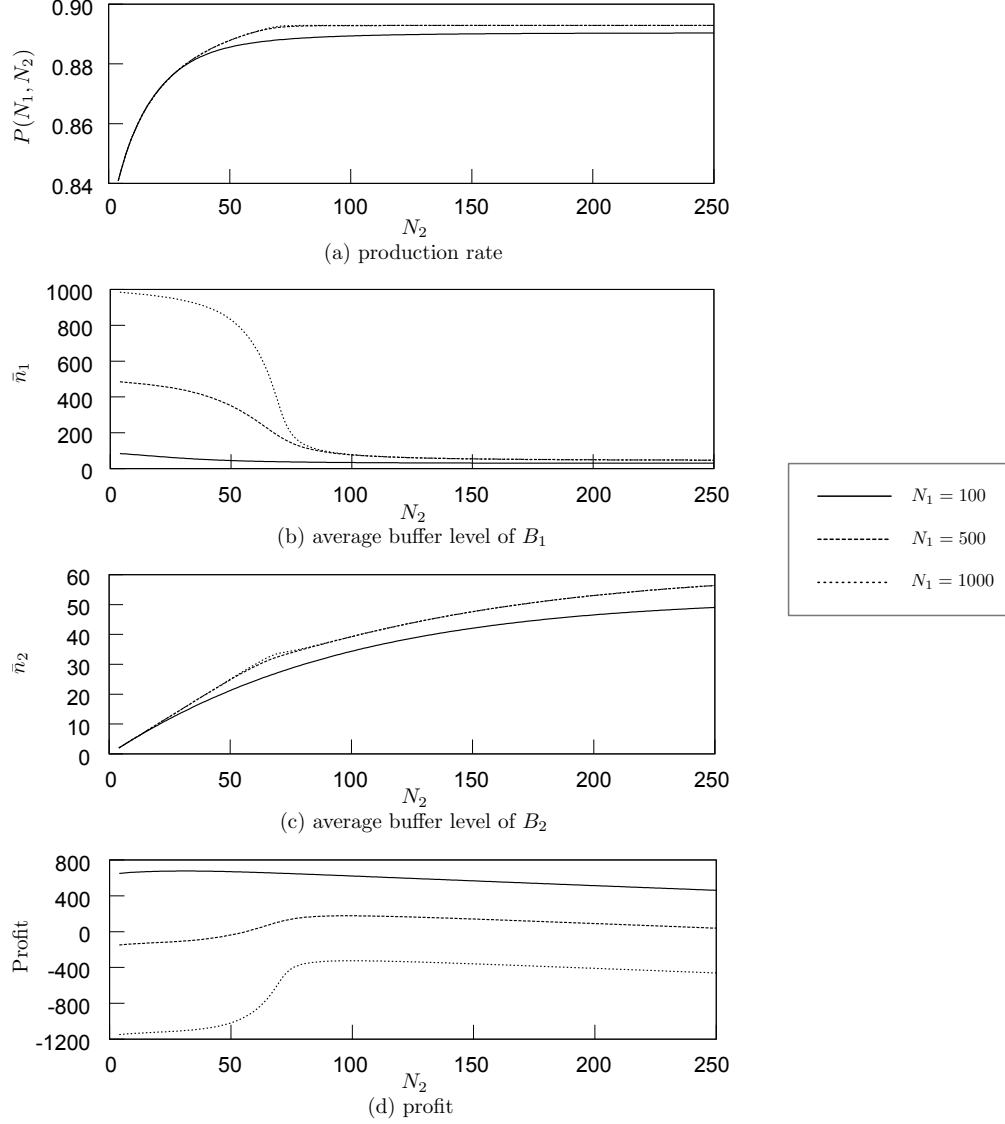 0.90
0.88
0.86
0.84
P(N₁, N₂)
0 50 100 150 200 250
N₂
(a) production rate
1000
800
600
400
200
0
n̄₁
0 50 100 150 200 250
N₂
(b) average buffer level of B₁
N₁ = 100
N₁ = 500
N₁ = 1000
60
50
40
30
20
10
0
n̄₂
0 50 100 150 200 250
N₂
(c) average buffer level of B₂
800
400
0
-400
-800
-1200
Profit
0 50 100 150 200 250
N₂
(d) profit